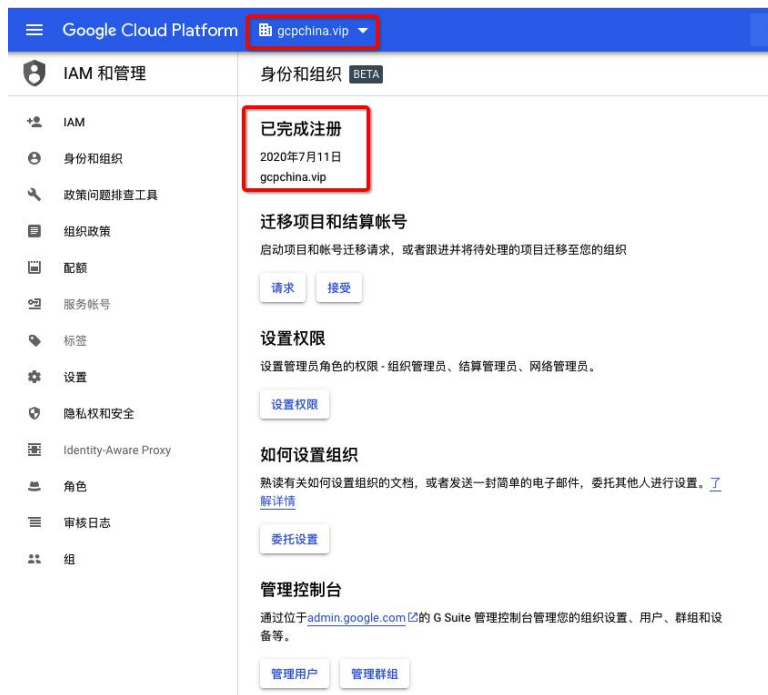 Google Cloud Platform
gcpchina.vip
IAM 和管理
身份和组织 BETA
IAM
身份和组织
政策问题排查工具
组织政策
配额
服务帐号
标签
设置
隐私权和安全
Identity-Aware Proxy
角色
审核日志
组
已完成注册
2020年7月11日
gcpchina.vip
迁移项目和结算帐号
启动项目和帐号迁移请求，或者跟进并将待处理的项目迁移至您的组织
请求 接受
设置权限
设置管理员角色的权限 - 组织管理员、结算管理员、网络管理员。
设置权限
如何设置组织
熟读有关如何设置组织的文档，或者发送一封简单的电子邮件，委托其他人进行设置。了
解详情
委托设置
管理控制台
通过位于admin.google.com的 G Suite 管理控制台管理您的组织设置、用户、群组和设
备等。
管理用户 管理群组